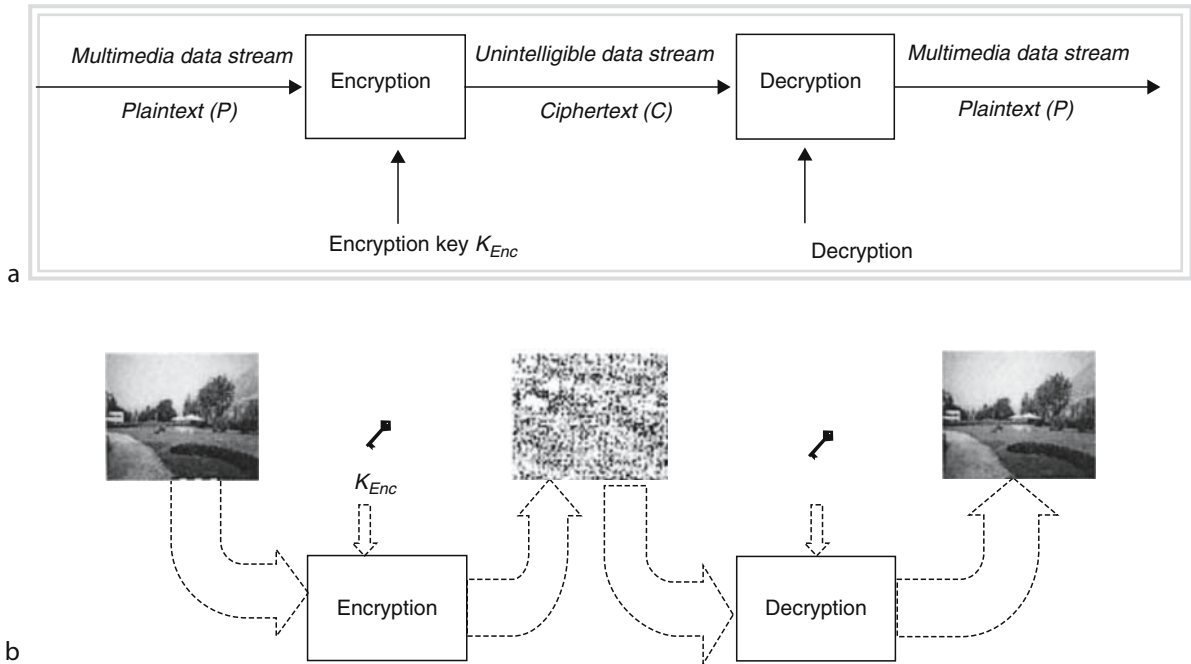 Multimedia data stream
Unintelligible data stream
Multimedia data stream
Encryption
Decryption
Plaintext (P)
Ciphertext (C)
Plaintext (P)
Encryption key K_Enc
Decryption
a
K_Enc
Encryption
Decryption
b